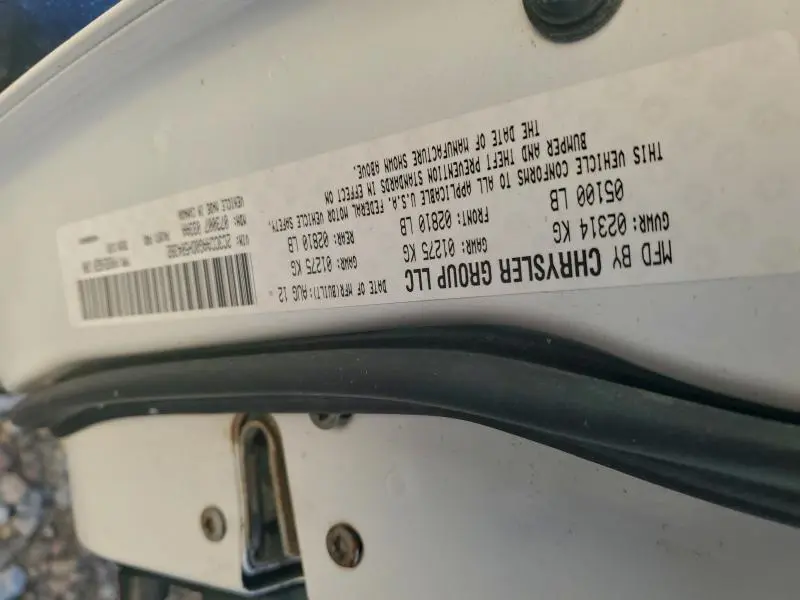 MFD BY CHRYSLER GROUP LLC
DATE OF MFR(BUILT):AUG 12
GVWR: 02314 KG
05100 LB
GAWR: 01275 KG
FRONT: 02810 LB
GAWR: 01275 KG
REAR: 02810 LB
THIS VEHICLE CONFORMS TO ALL APPLICABLE U.S.A. FEDERAL MOTOR VEHICLE SAFETY,
BUMPER AND THEFT PREVENTION STANDARDS IN EFFECT ON
THE DATE OF MANUFACTURE SHOWN ABOVE.
VIN:
MDH:
VEHICLE MADE IN CANADA